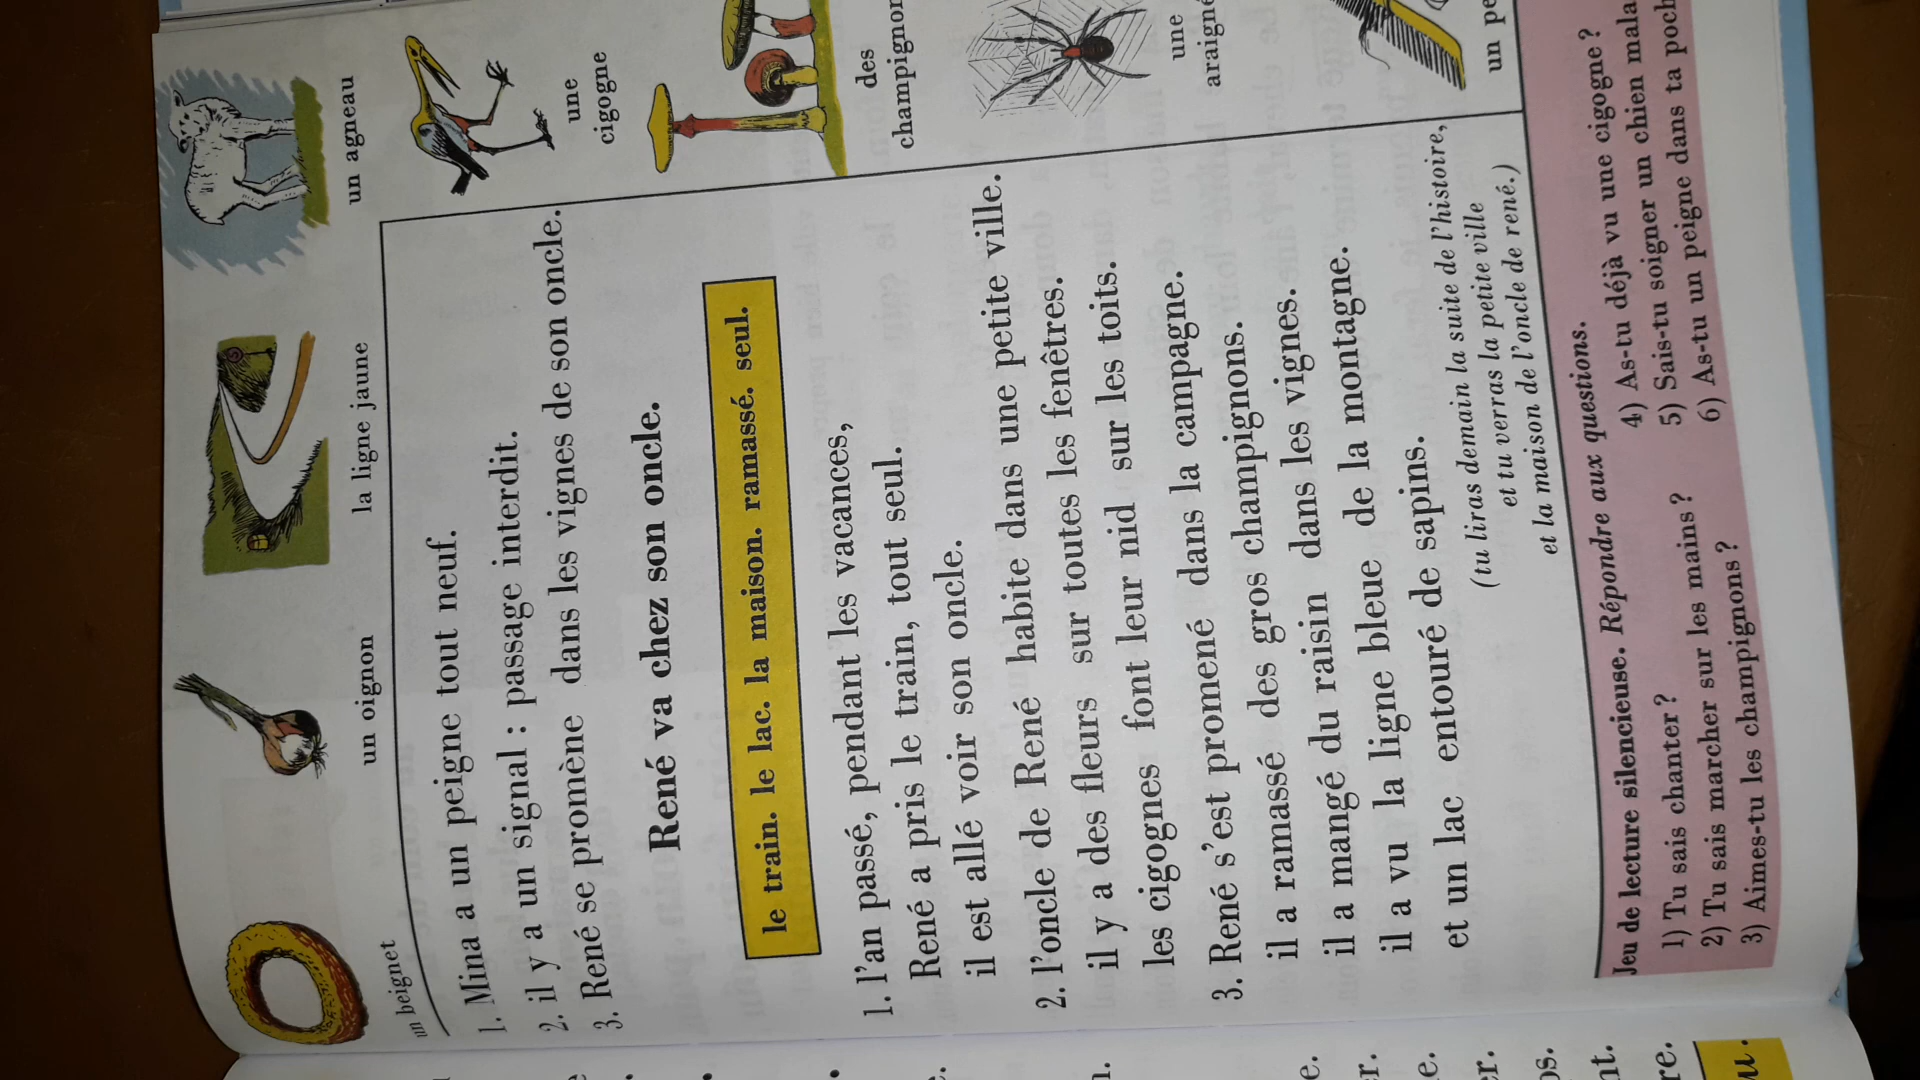 un beignet
un oignon
la ligne jaune
un agneau
une
cigogne
des
une
1. Mina a un peigne tout neuf.
2. il y a un signal : passage interdit.
3. René se promène dans les vignes de son oncle.
René va chez son oncle.
le train. le lac. la maison. ramassé. seul.
1. l'an passé, pendant les vacances,
René a pris le train, tout seul.
il est allé voir son oncle.
2. l'oncle de René habite dans une petite ville.
il y a des fleurs sur toutes les fenêtres.
les cigognes font leur nid sur les toits.
3. René s'est promené dans la campagne.
il a ramassé des gros champignons.
il a mangé du raisin dans les vignes.
il a vu la ligne bleue de la montagne.
et un lac entouré de sapins.
(tu liras demain la suite de l'histoire,
et tu verras la petite ville
et la maison de l'oncle de rené.)
Jeu de lecture silencieuse. Répondre aux questions.
1) Tu sais chanter ?
2) Tu sais marcher sur les mains ?
3) Aimes-tu les champignons ?
4) As-tu déjà vu une cigogne ?
5) Sais-tu soigner un chien
6) As-tu un peigne dans ta